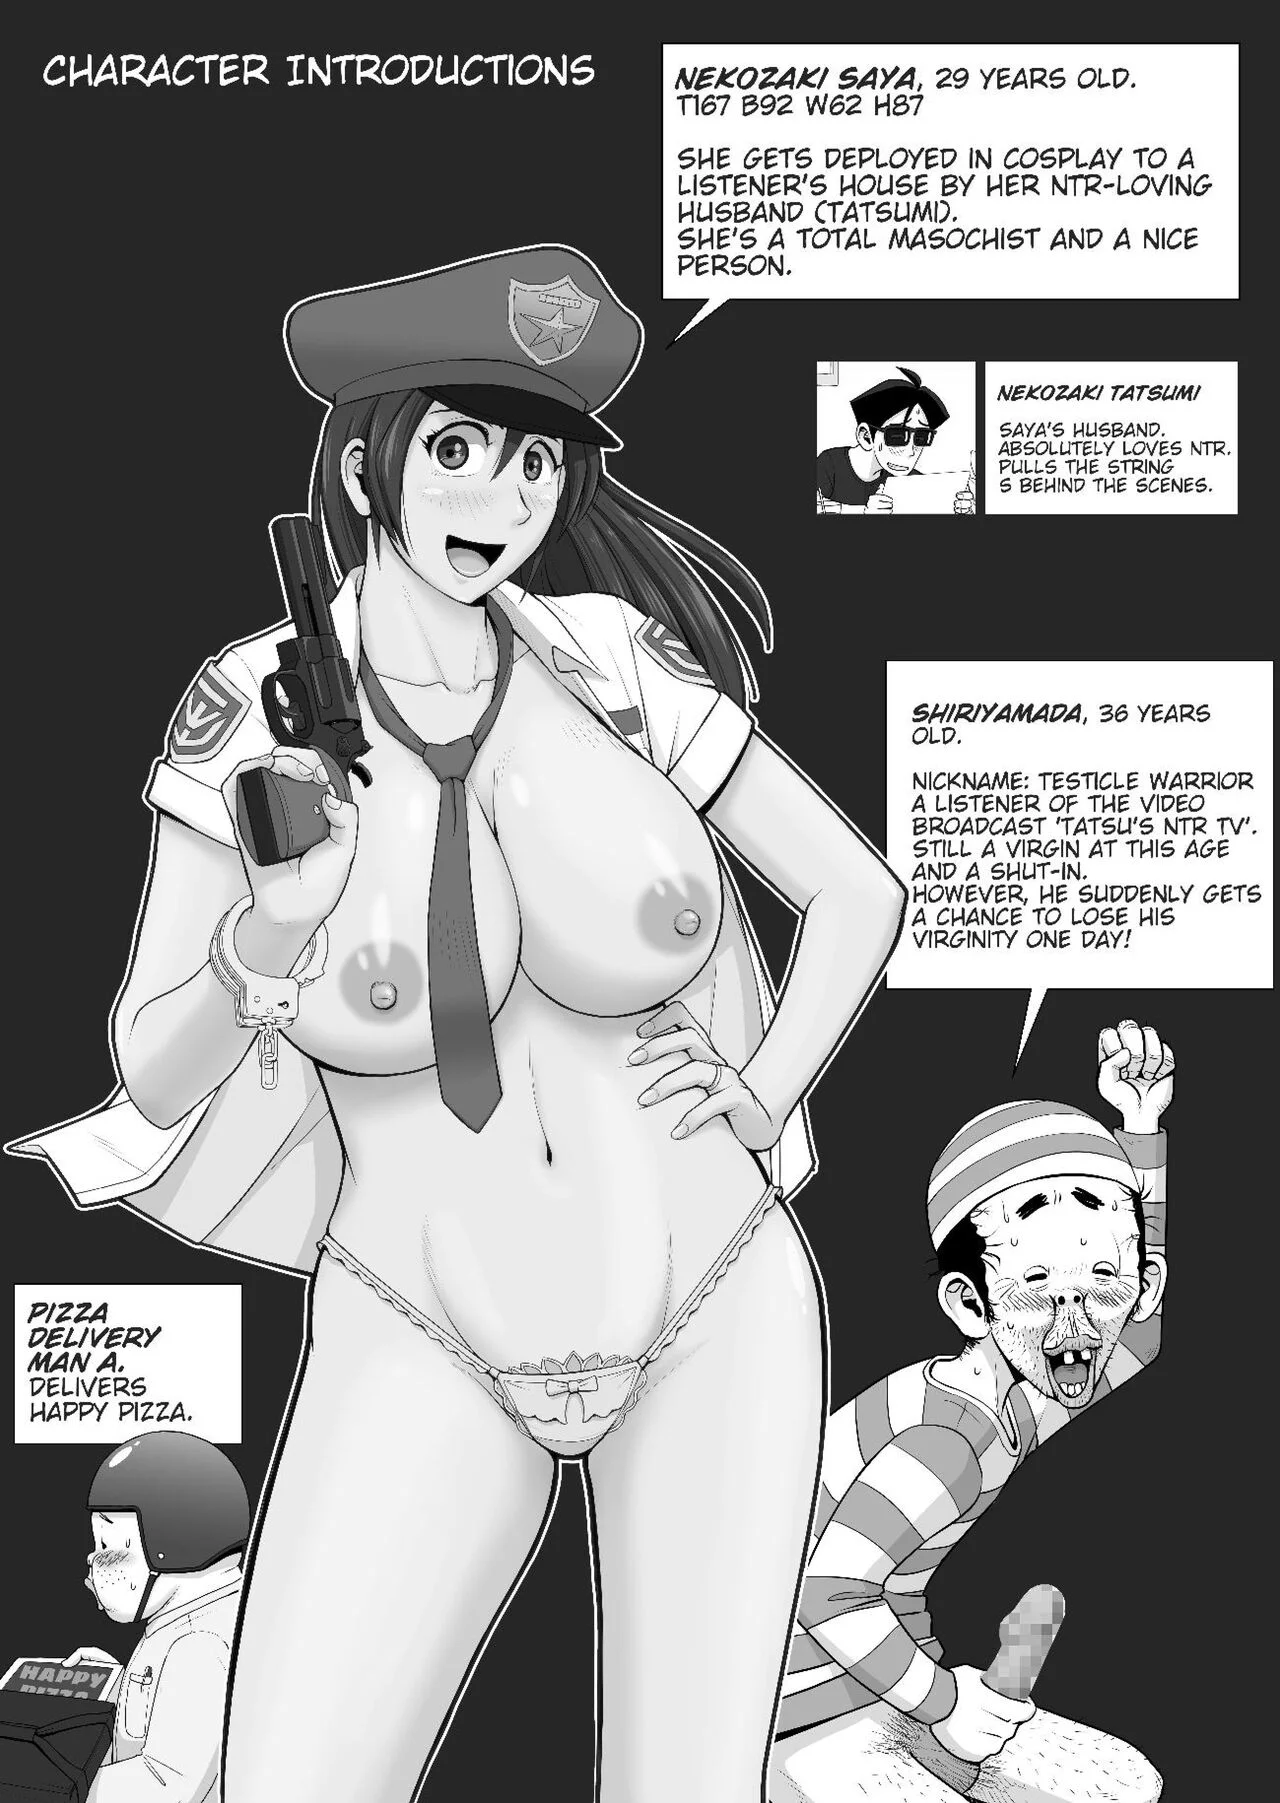 CHARACTER INTRODUCTIONS
NEKOZAKI SAYA, 29 YEARS OLD.
T167 B92 W62 H87
SHE GETS DEPLOYED IN COSPLAY TO A
LISTENER'S HOUSE BY HER NTR-LOVING
HUSBAND (TATSUMI).
SHE'S A TOTAL MASOCHIST AND A NICE
PERSON.
NEKOZAKI TATSUMI
SAYA'S HUSBAND.
ABSOLUTELY LOVES NTR.
PULLS THE STRING
S BEHIND THE SCENES.
SHIRIYAMADA, 36 YEARS
OLD.
NICKNAME: TESTICLE WARRIOR
A LISTENER OF THE VIDEO
BROADCAST 'TATSU'S NTR TV'.
STILL A VIRGIN AT THIS AGE
AND A SHUT-IN.
HOWEVER, HE SUDDENLY GETS
A CHANCE TO LOSE HIS
VIRGINITY ONE DAY!
PIZZA
DELIVERY
MAN A.
DELIVERS
HAPPY PIZZA.
HAPPY
PIZZA